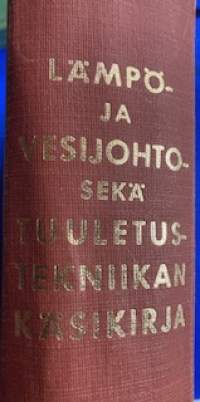 LÄMPÖ-
JA
VESIJOHTO-
SEKÄ
TUULETUS-
TEKNIIKAN
KÄSIKIRJA